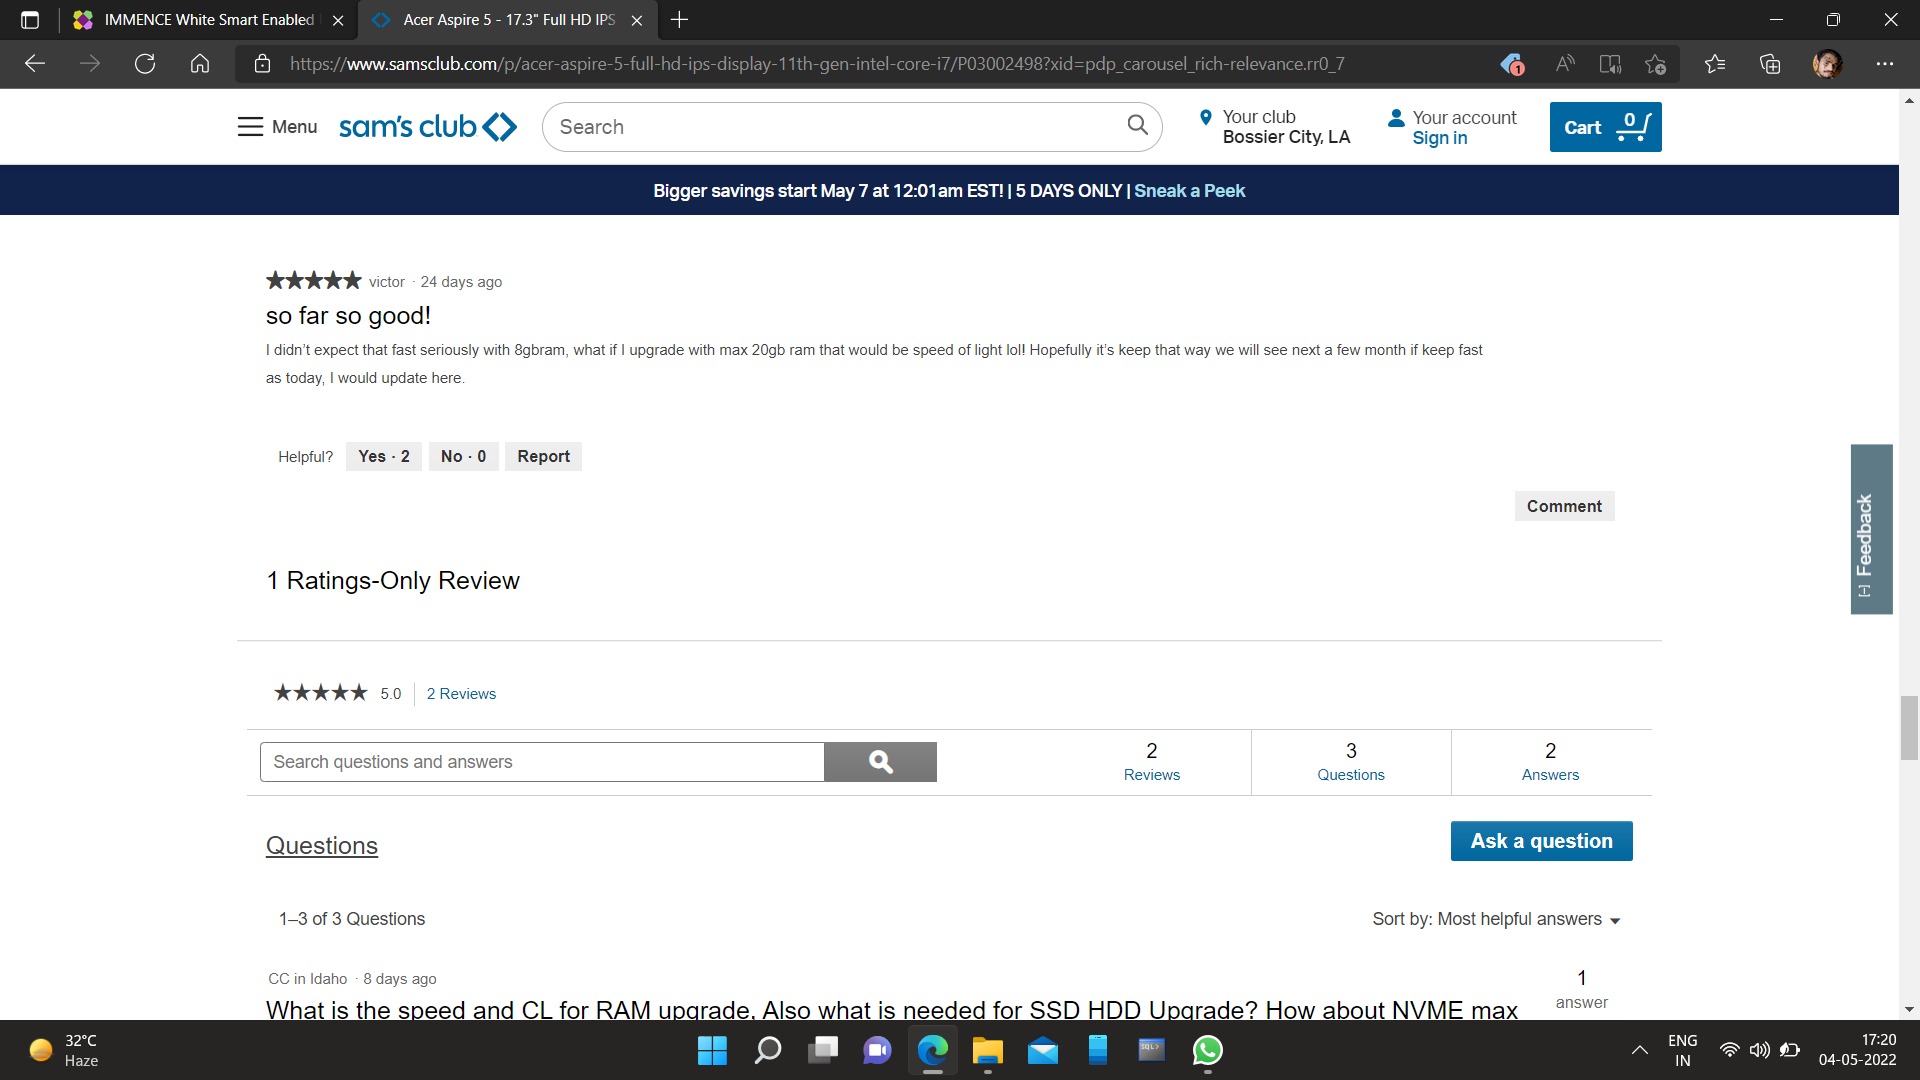 IMMENCE White Smart Enabled
Acer Aspire 5 - 17.3" Full HD IPS
https://www.samsclub.com/p/acer-aspire-5-full-hd-ips-display-11th-gen-intel-core-i7/P03002498?xid=pdp_carousel_rich-relevance.rr0_7
1
Menu
sam's club
Search
Your club
Bossier City, LA
Your account
Sign in
Cart
0
Bigger savings start May 7 at 12:01am EST! | 5 DAYS ONLY | Sneak a Peek
victor · 24 days ago
so far so good!
I didn’t expect that fast seriously with 8gbram, what if I upgrade with max 20gb ram that would be speed of light lol! Hopefully it’s keep that way we will see next a few month if keep fast
as today, I would update here.
Helpful?
Yes · 2
No · 0
Report
Comment
[-] Feedback
1 Ratings-Only Review
5.0
2 Reviews
Search questions and answers
2
Reviews
3
Questions
2
Answers
Questions
Ask a question
1–3 of 3 Questions
Sort by: Most helpful answers
CC in Idaho · 8 days ago
1
answer
What is the speed and CL for RAM upgrade, Also what is needed for SSD HDD Upgrade? How about NVME max
32°C
Haze
SQL>
ENG
IN
17:20
04-05-2022